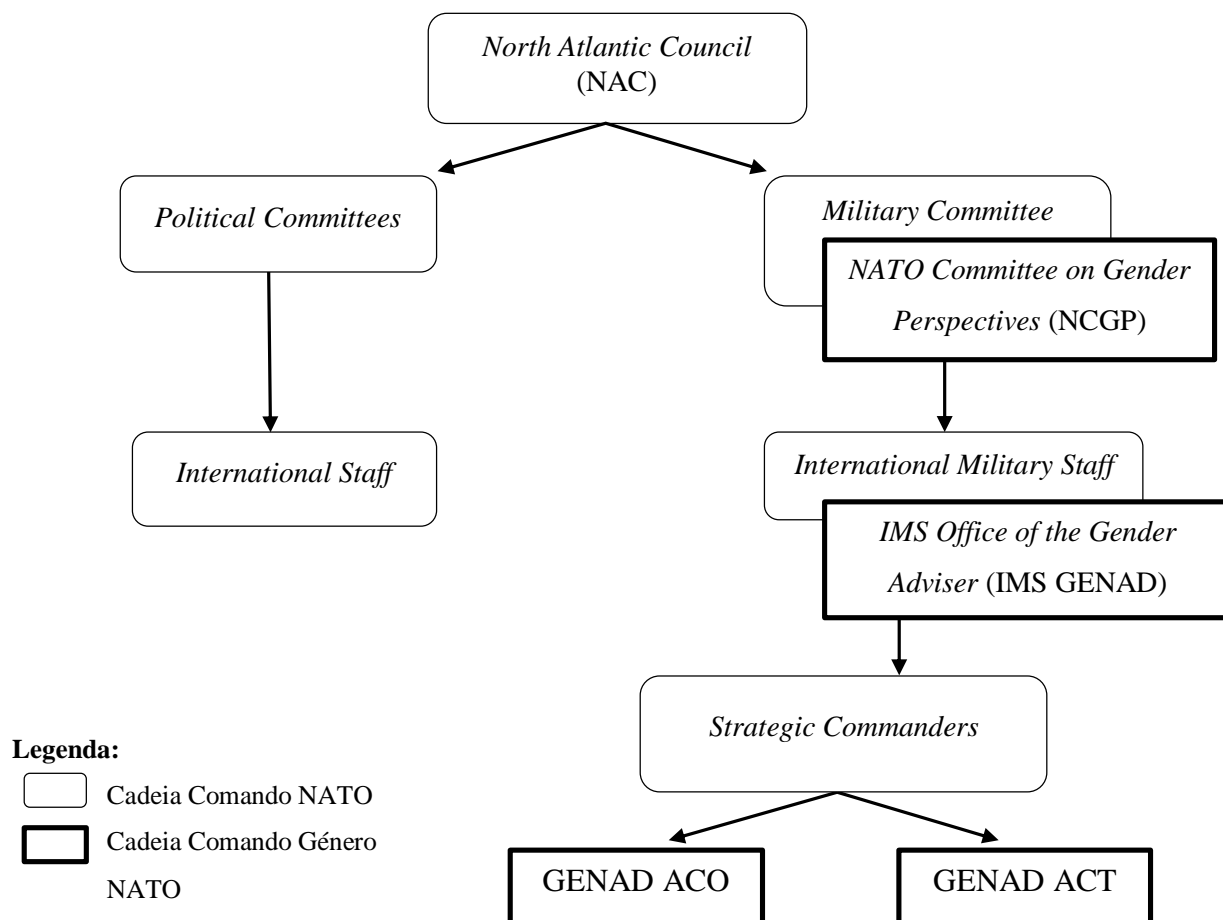 North Atlantic Council
(NAC)
Political Committees
Military Committee
NATO Committee on Gender
Perspectives (NCGP)
International Staff
International Military Staff
IMS Office of the Gender
Adviser (IMS GENAD)
Strategic Commanders
GENAD ACO
GENAD ACT
Legenda:
Cadeia Comando NATO
Cadeia Comando Género
NATO